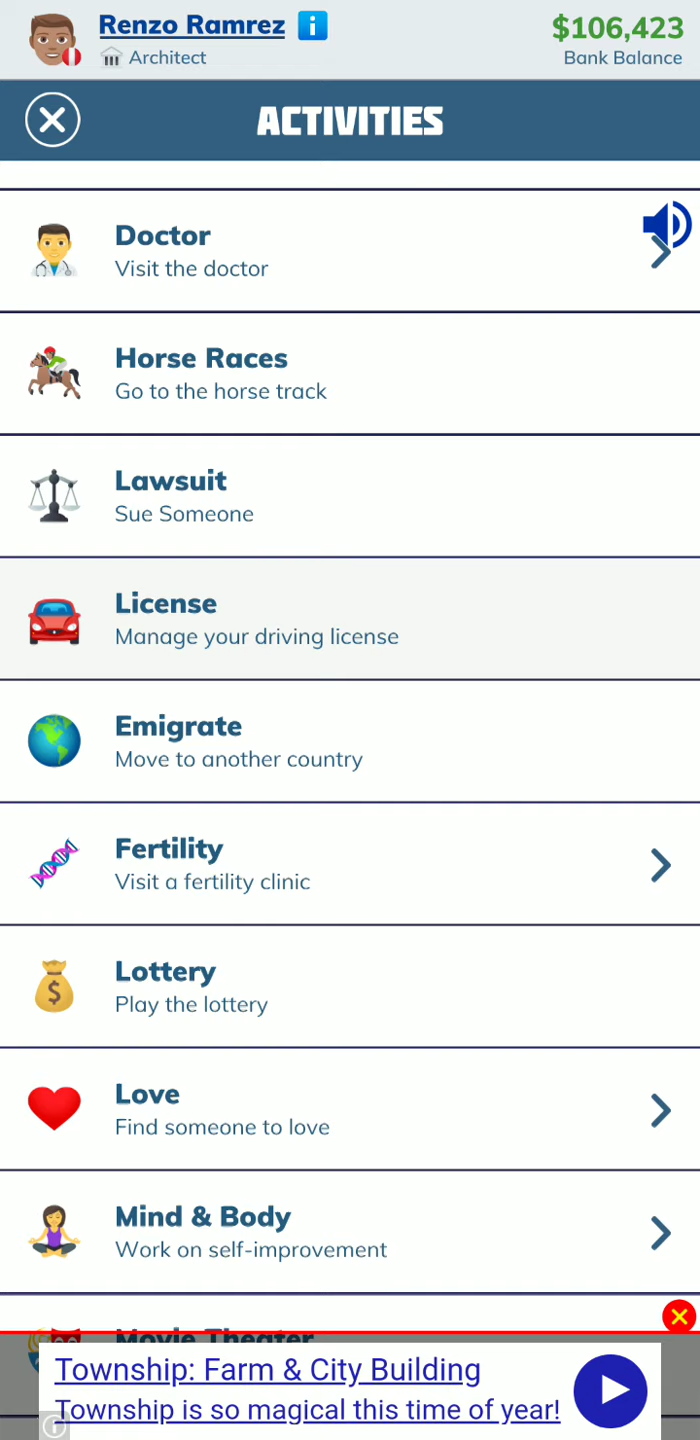 Renzo Ramrez
$106,423
Architect
Bank Balance
ACTIVITIES
Doctor
Visit the doctor
Horse Races
Go to the horse track
Lawsuit
Sue Someone
License
Manage your driving license
Emigrate
Move to another country
Fertility
Visit a fertility clinic
Lottery
Play the lottery
Love
Find someone to love
Mind & Body
Work on self-improvement
Movie Theater
Township: Farm & City Building
Township is so magical this time of year!